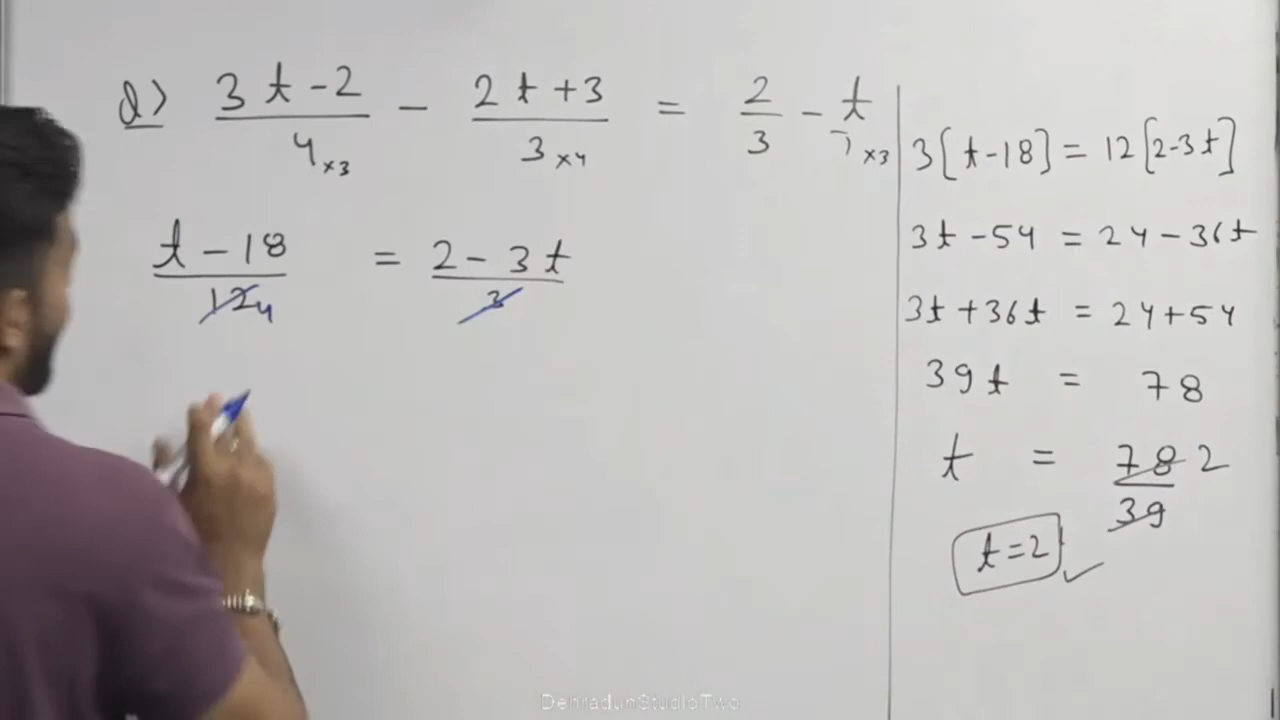 Q) 3t-2/4×3 - 2t+3/3×4 = 2/3 - t/1×3
t-18/12 4 = 2-3t/3
3[t-18] = 12[2-3t]
3t-54 = 24-36t
3t+36t = 24+54
39t = 78
t = 78/39 2
t=2 ✓
DehradunStudioTwo